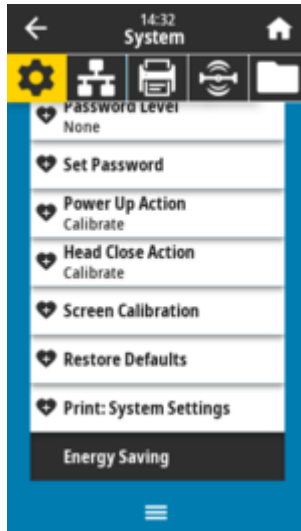 14:32
System
Password Level
None
Set Password
Power Up Action
Calibrate
Head Close Action
Calibrate
Screen Calibration
Restore Defaults
Print: System Settings
Energy Saving